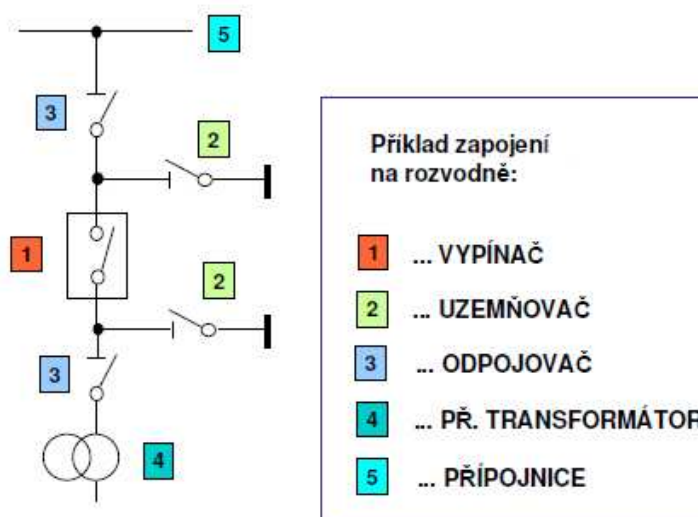 5
3
2
1
2
3
4
Příklad zapojení
na rozvodně:
1 ... VYPÍNAČ
2 ... UZEMŇOVAČ
3 ... ODPOJOVAČ
4 ... PŘ. TRANSFORMÁTOR
5 ... PŘÍPOJNICE